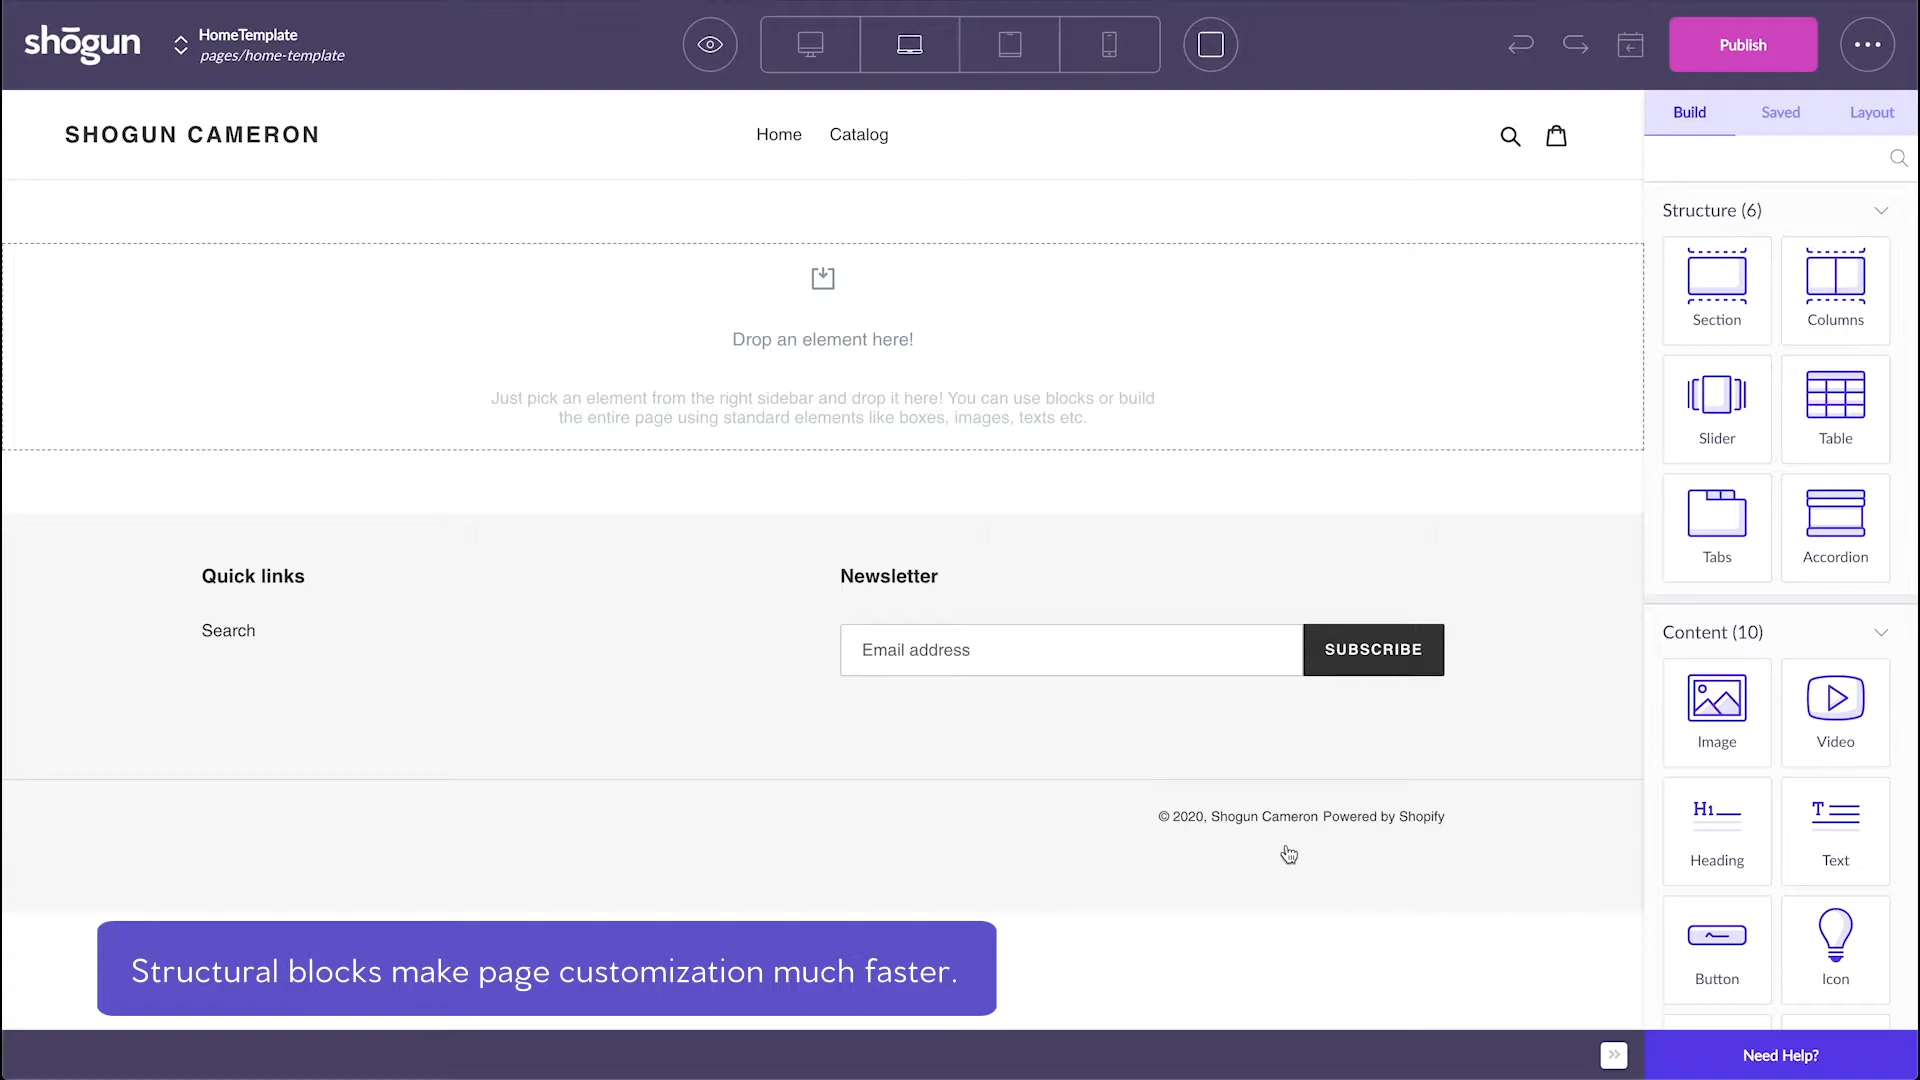 shōgun
HomeTemplate
pages/home-template
Publish
SHOGUN CAMERON
Home
Catalog
Build
Saved
Layout
Structure (6)
Section
Columns
Slider
Table
Tabs
Accordion
Drop an element here!
Just pick an element from the right sidebar and drop it here! You can use blocks or build
the entire page using standard elements like boxes, images, texts etc.
Quick links
Search
Newsletter
Email address
SUBSCRIBE
© 2020, Shogun Cameron Powered by Shopify
Content (10)
Image
Video
H1
Heading
T
Text
Button
Icon
Structural blocks make page customization much faster.
Need Help?